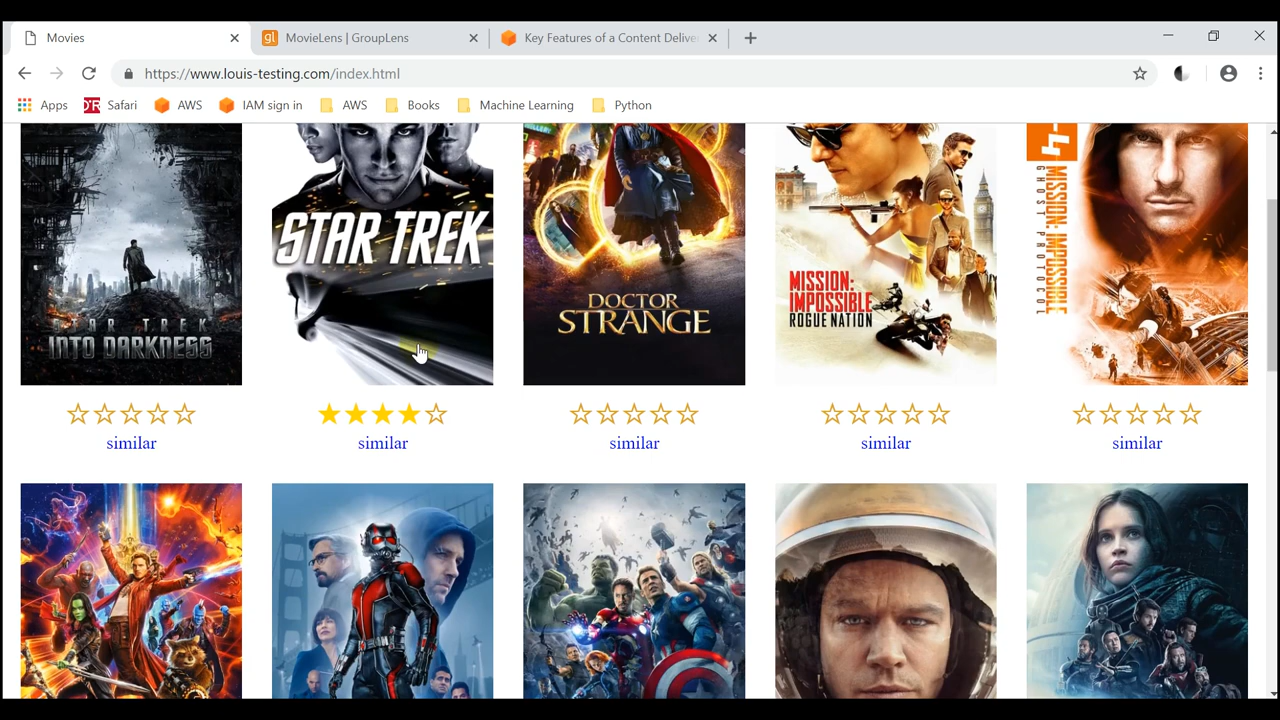 Movies
gl MovieLens | GroupLens
Key Features of a Content Delive
https://www.louis-testing.com/index.html
Apps
Safari
AWS
IAM sign in
AWS
Books
Machine Learning
Python
STAR TREK
INTO DARKNESS
STAR TREK
DOCTOR
STRANGE
MISSION:
IMPOSSIBLE
ROGUE NATION
MISSION: IMPOSSIBLE
GHOST PROTOCOL
similar
similar
similar
similar
similar